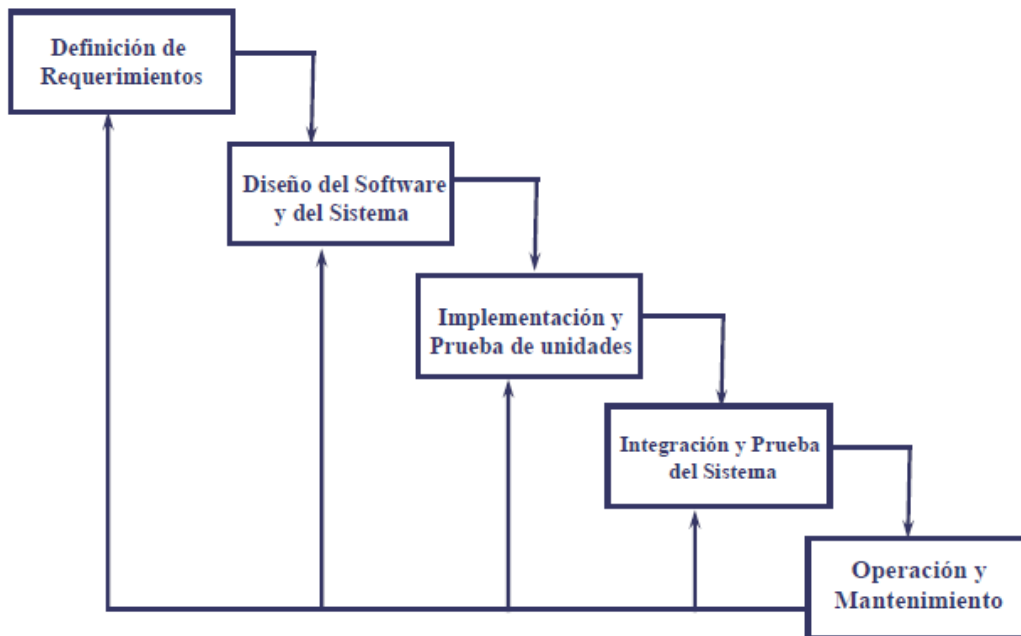 Definición de
Requerimientos
Diseño del Software
y del Sistema
Implementación y
Prueba de unidades
Integración y Prueba
del Sistema
Operación y
Mantenimiento